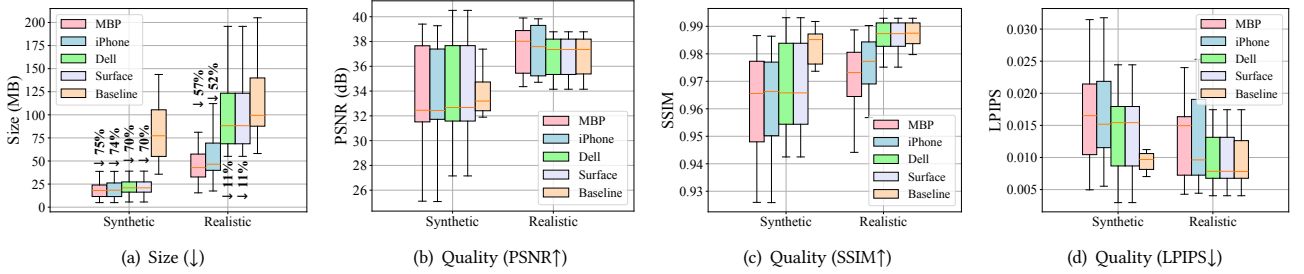 Size (MB)
200
175
150
125
100
75
50
25
0
MBP
iPhone
Dell
Surface
Baseline
↓ 75%
↓ 74%
↓ 70%
↓ 70%
↓ 57%
↓ 52%
↓ 11%
↓ 11%
Synthetic
Realistic
(a) Size (↓)
PSNR (dB)
40
38
36
34
32
30
28
26
MBP
iPhone
Dell
Surface
Baseline
Synthetic
Realistic
(b) Quality (PSNR↑)
SSIM
0.99
0.98
0.97
0.96
0.95
0.94
0.93
MBP
iPhone
Dell
Surface
Baseline
Synthetic
Realistic
(c) Quality (SSIM↑)
LPIPS
0.030
0.025
0.020
0.015
0.010
0.005
MBP
iPhone
Dell
Surface
Baseline
Synthetic
Realistic
(d) Quality (LPIPS↓)